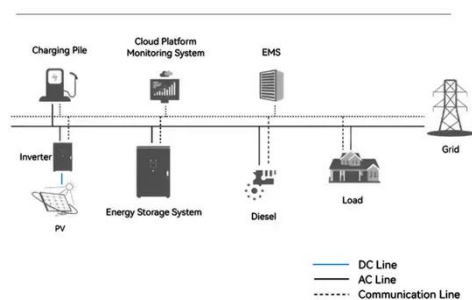 Charging Pile
Cloud Platform
Monitoring System
EMS
Grid
Inverter
PV
Energy Storage System
Diesel
Load
DC Line
AC Line
Communication Line